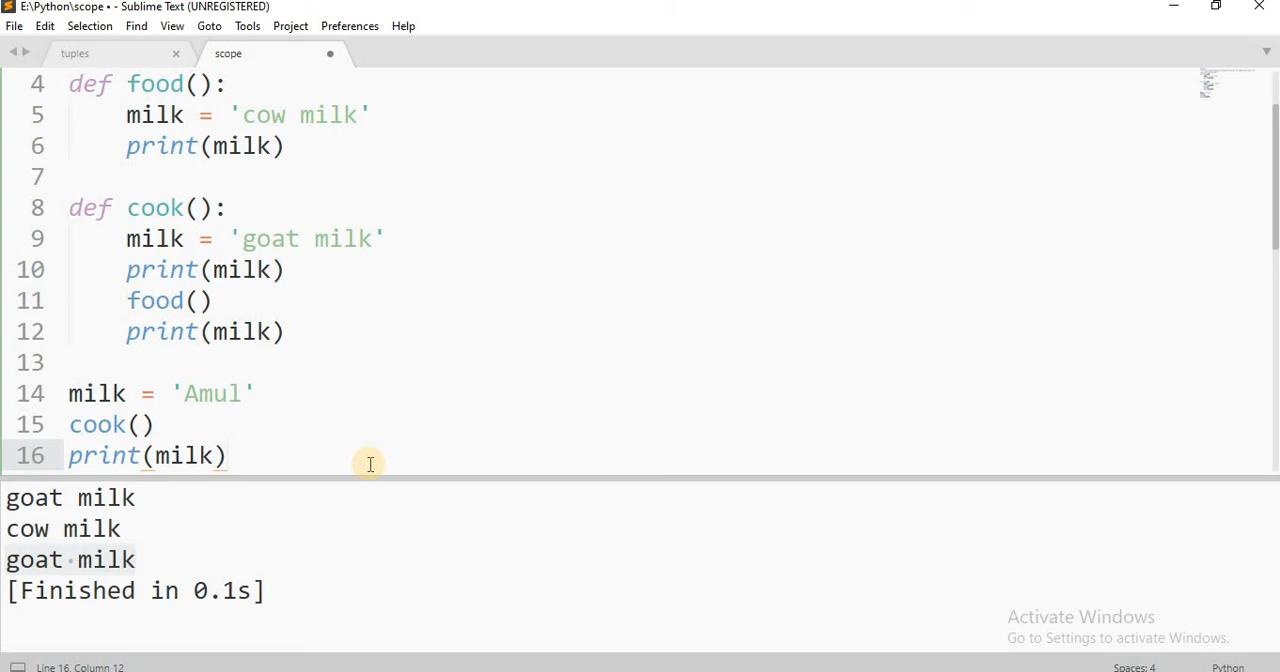 E:\Python\scope • - Sublime Text (UNREGISTERED)
File Edit Selection Find View Goto Tools Project Preferences Help
tuples × scope
4 def food():
5 milk = 'cow milk'
6 print(milk)
7
8 def cook():
9 milk = 'goat milk'
10 print(milk)
11 food()
12 print(milk)
13
14 milk = 'Amul'
15 cook()
16 print(milk)
goat milk
cow milk
goat·milk
[Finished in 0.1s]
Activate Windows
Go to Settings to activate Windows.
Line 16, Column 12 Spaces: 4 Python